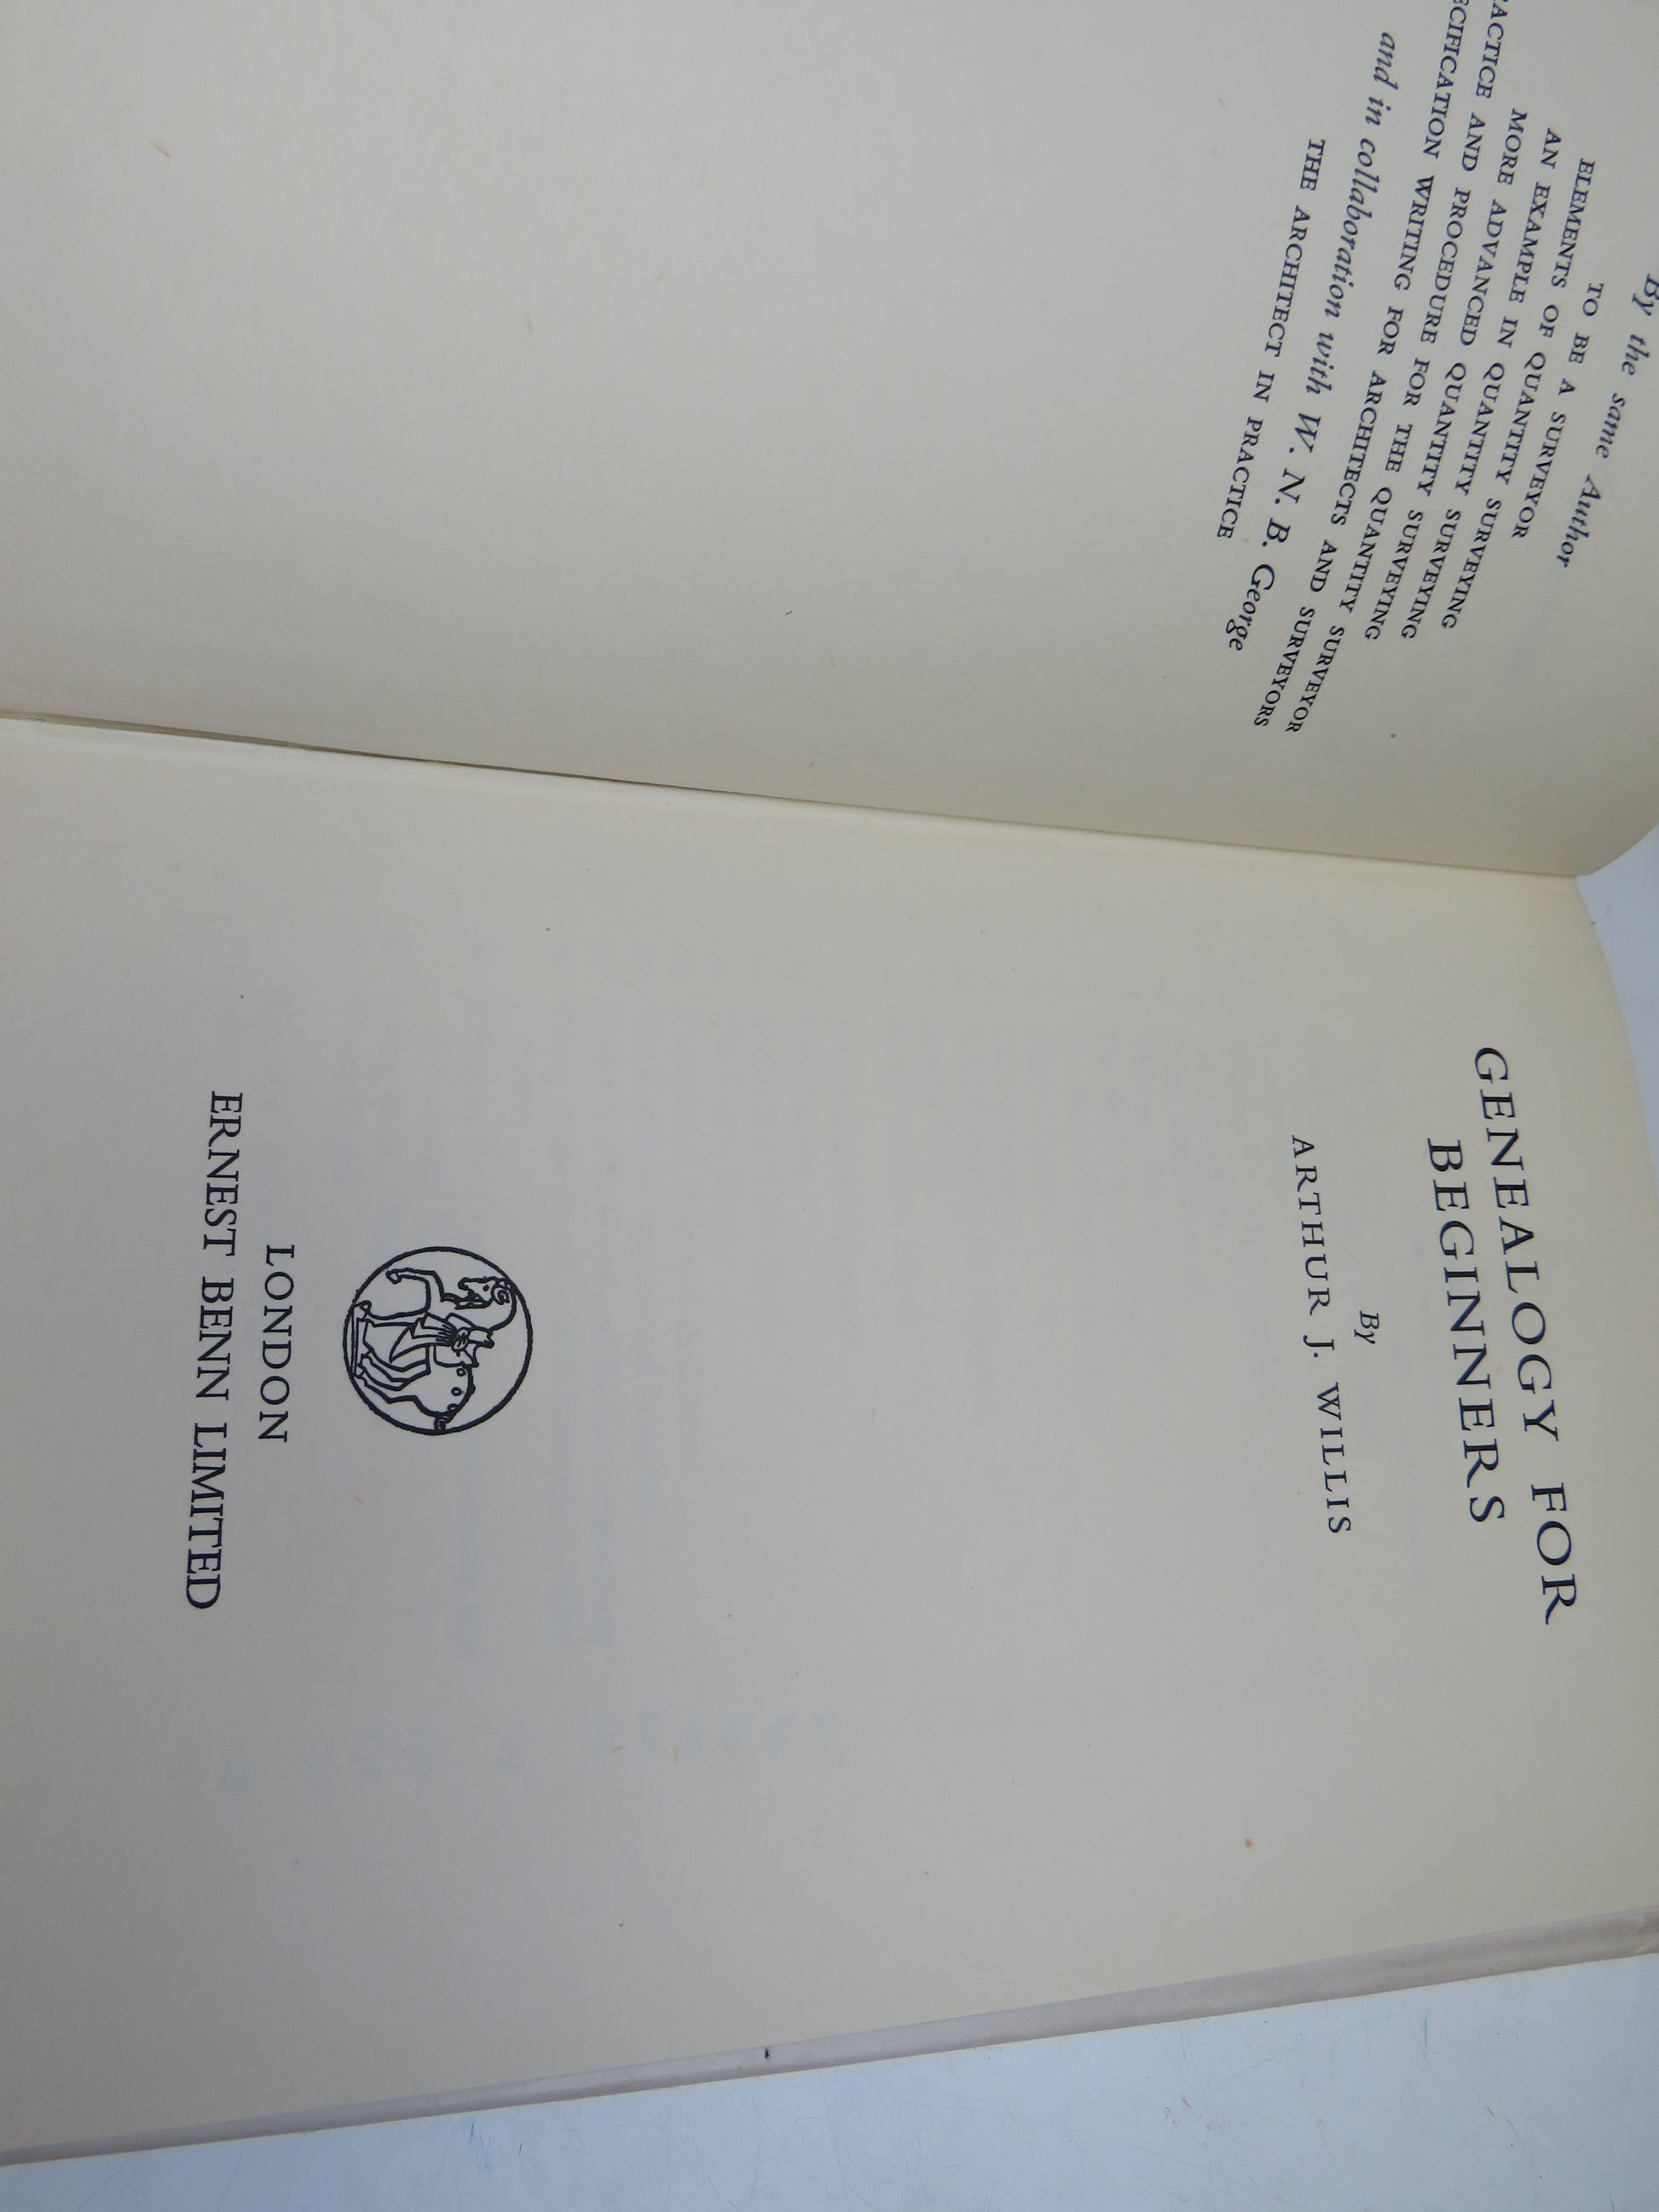 By the same Author
TO BE A SURVEYOR
ELEMENTS OF QUANTITY SURVEYING
AN EXAMPLE IN QUANTITY SURVEYING
MORE ADVANCED QUANTITY SURVEYING
ACTICE AND PROCEDURE FOR THE QUANTITY SURVEYOR
ECIFICATION WRITING FOR ARCHITECTS AND SURVEYORS
and in collaboration with W. N. B. George
THE ARCHITECT IN PRACTICE
GENEALOGY FOR
BEGINNERS
By
ARTHUR J. WILLIS
LONDON
ERNEST BENN LIMITED